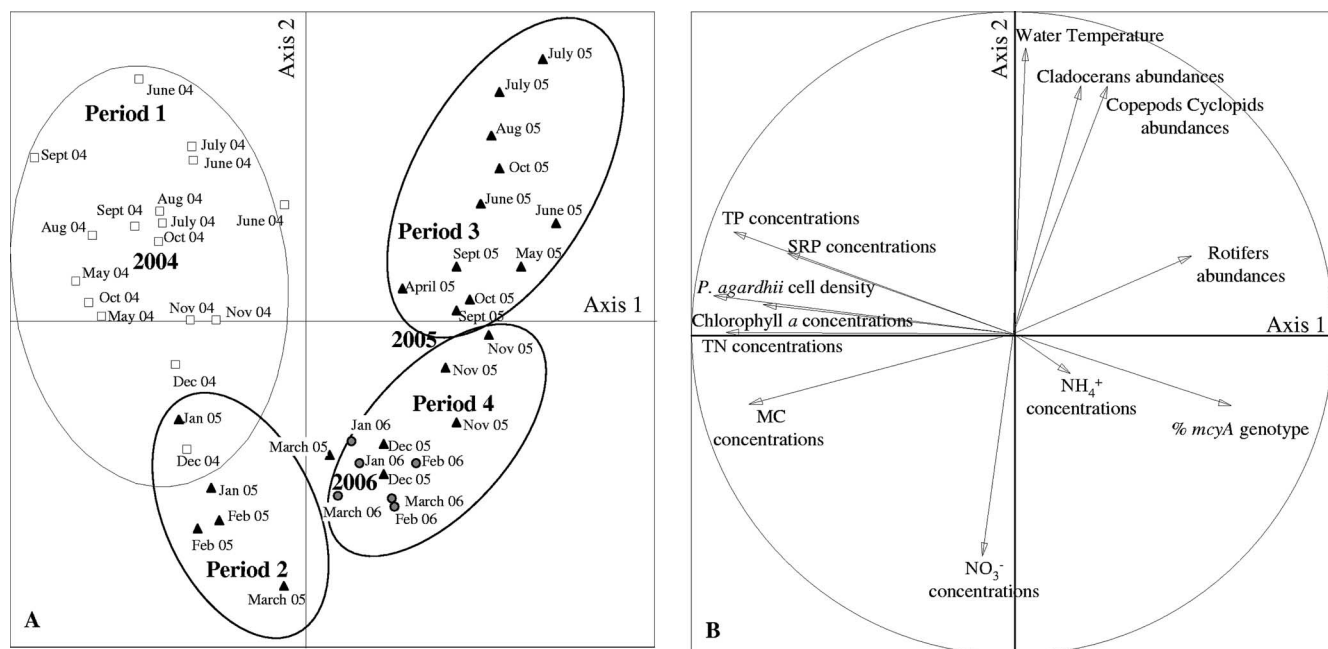 Axis 2
June 04
Period 1
Sept 04
July 04
June 04
Aug 04
Sept 04
July 04
June 04
Aug 04
Oct 04
2004
May 04
Oct 04
May 04
Nov 04
Nov 04
Dec 04
Jan 05
Dec 04
Jan 05
Feb 05
Feb 05
Period 2
March 05
July 05
July 05
Aug 05
Oct 05
June 05
June 05
Period 3
Sept 05
May 05
April 05
Oct 05
Axis 1
Sept 05
2005
Nov 05
Nov 05
Period 4
Nov 05
Jan 06
March 05
Dec 05
Jan 06
Feb 06
2006
Dec 05
March 06
March 06
Feb 06
A
Axis 2
Water Temperature
Cladocerans abundances
Copepods Cyclopids
abundances
TP concentrations
SRP concentrations
Rotifers
abundances
P. agardhii cell density
Chlorophyll a concentrations
Axis 1
TN concentrations
NH₄⁺
concentrations
MC
concentrations
% mcyA genotype
NO₃⁻
concentrations
B